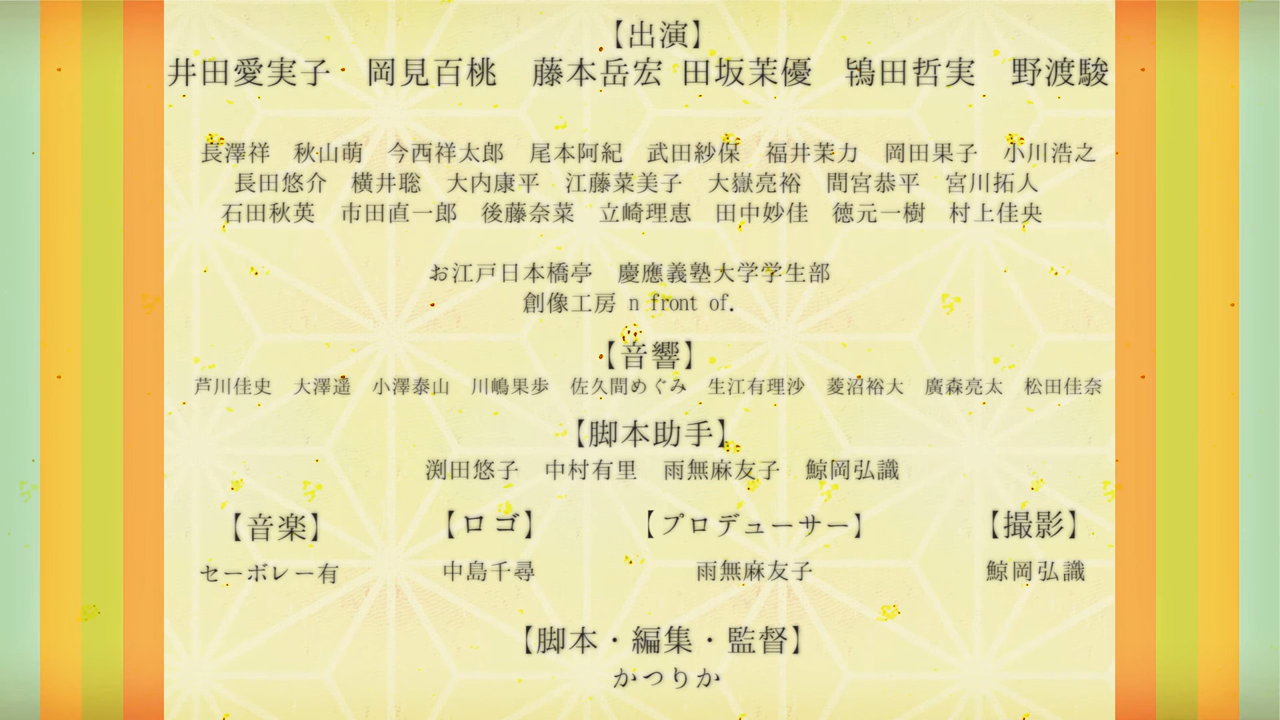 【出演】
井田愛実子　岡見百桃　藤本岳宏　田坂茉優　鴇田哲実　野渡駿
長澤祥　秋山萌　今西祥太郎　尾本阿紀　武田紗保　福井茉力　岡田果子　小川浩之
長田悠介　横井聡　大内康平　江藤菜美子　大嶽亮裕　間宮恭平　宮川拓人
石田秋英　市田直一郎　後藤奈菜　立崎理恵　田中妙佳　徳元一樹　村上佳央
お江戸日本橋亭　慶應義塾大学学生部
創像工房 n front of.
【音響】
芦川佳史　大澤遥　小澤泰山　川嶋果歩　佐久間めぐみ　生江有理沙　菱沼裕大　廣森亮太　松田佳奈
【脚本助手】
渕田悠子　中村有里　雨無麻友子　鯨岡弘識
【音楽】　【ロゴ】　【プロデューサー】　【撮影】
セーボレー有　中島千尋　雨無麻友子　鯨岡弘識
【脚本・編集・監督】
かつりか